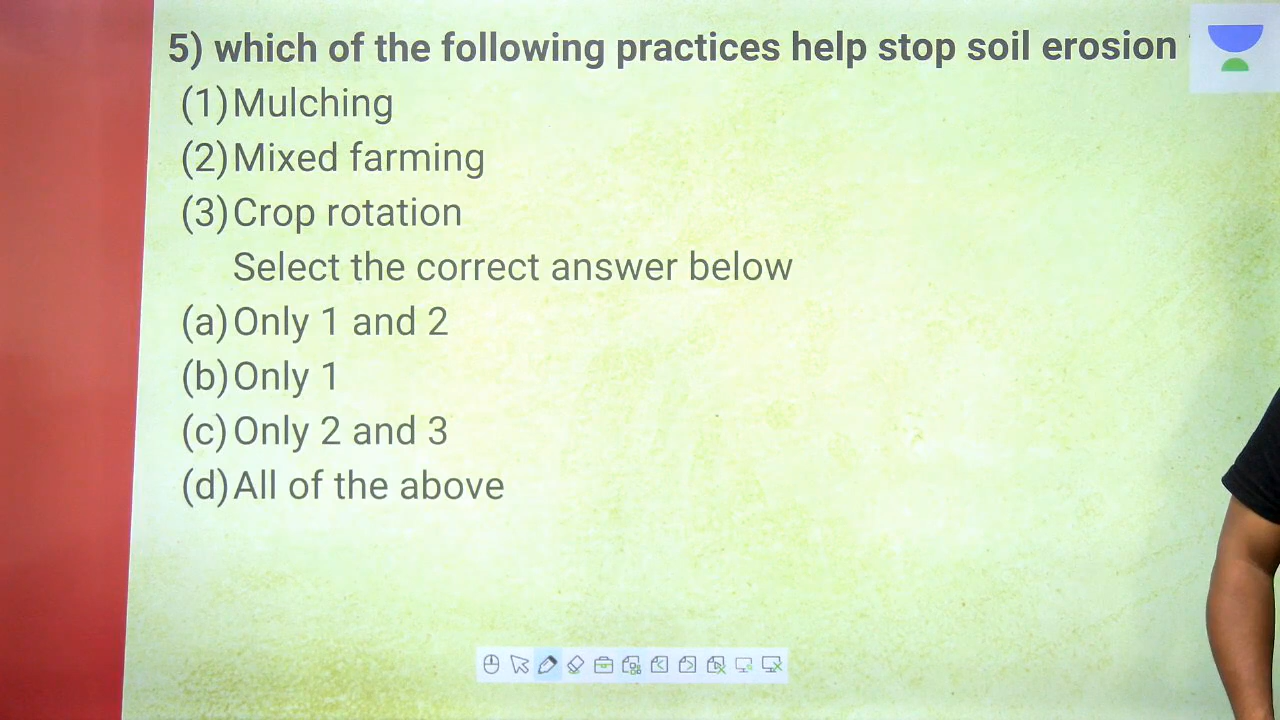 5) which of the following practices help stop soil erosion
(1) Mulching
(2) Mixed farming
(3) Crop rotation
Select the correct answer below
(a) Only 1 and 2
(b) Only 1
(c) Only 2 and 3
(d) All of the above